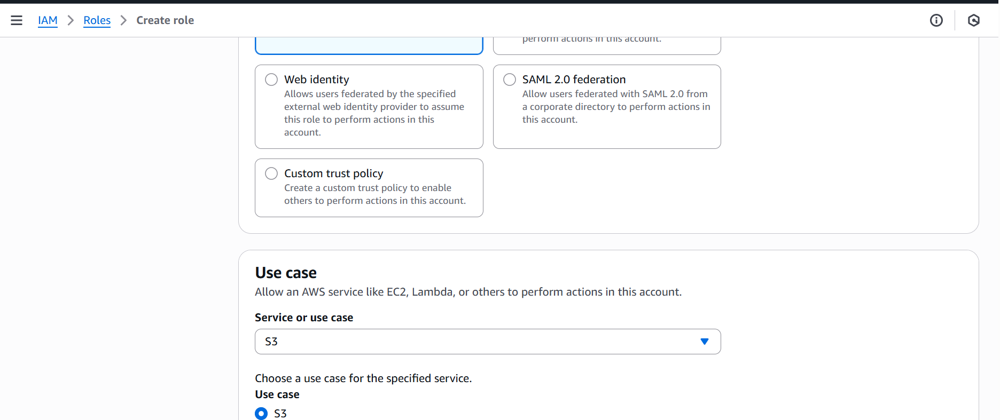 IAM > Roles > Create role
perform actions in this account.
Web identity
Allows users federated by the specified
external web identity provider to assume
this role to perform actions in this
account.
SAML 2.0 federation
Allow users federated with SAML 2.0 from
a corporate directory to perform actions in
this account.
Custom trust policy
Create a custom trust policy to enable
others to perform actions in this account.
Use case
Allow an AWS service like EC2, Lambda, or others to perform actions in this account.
Service or use case
S3
Choose a use case for the specified service.
Use case
S3